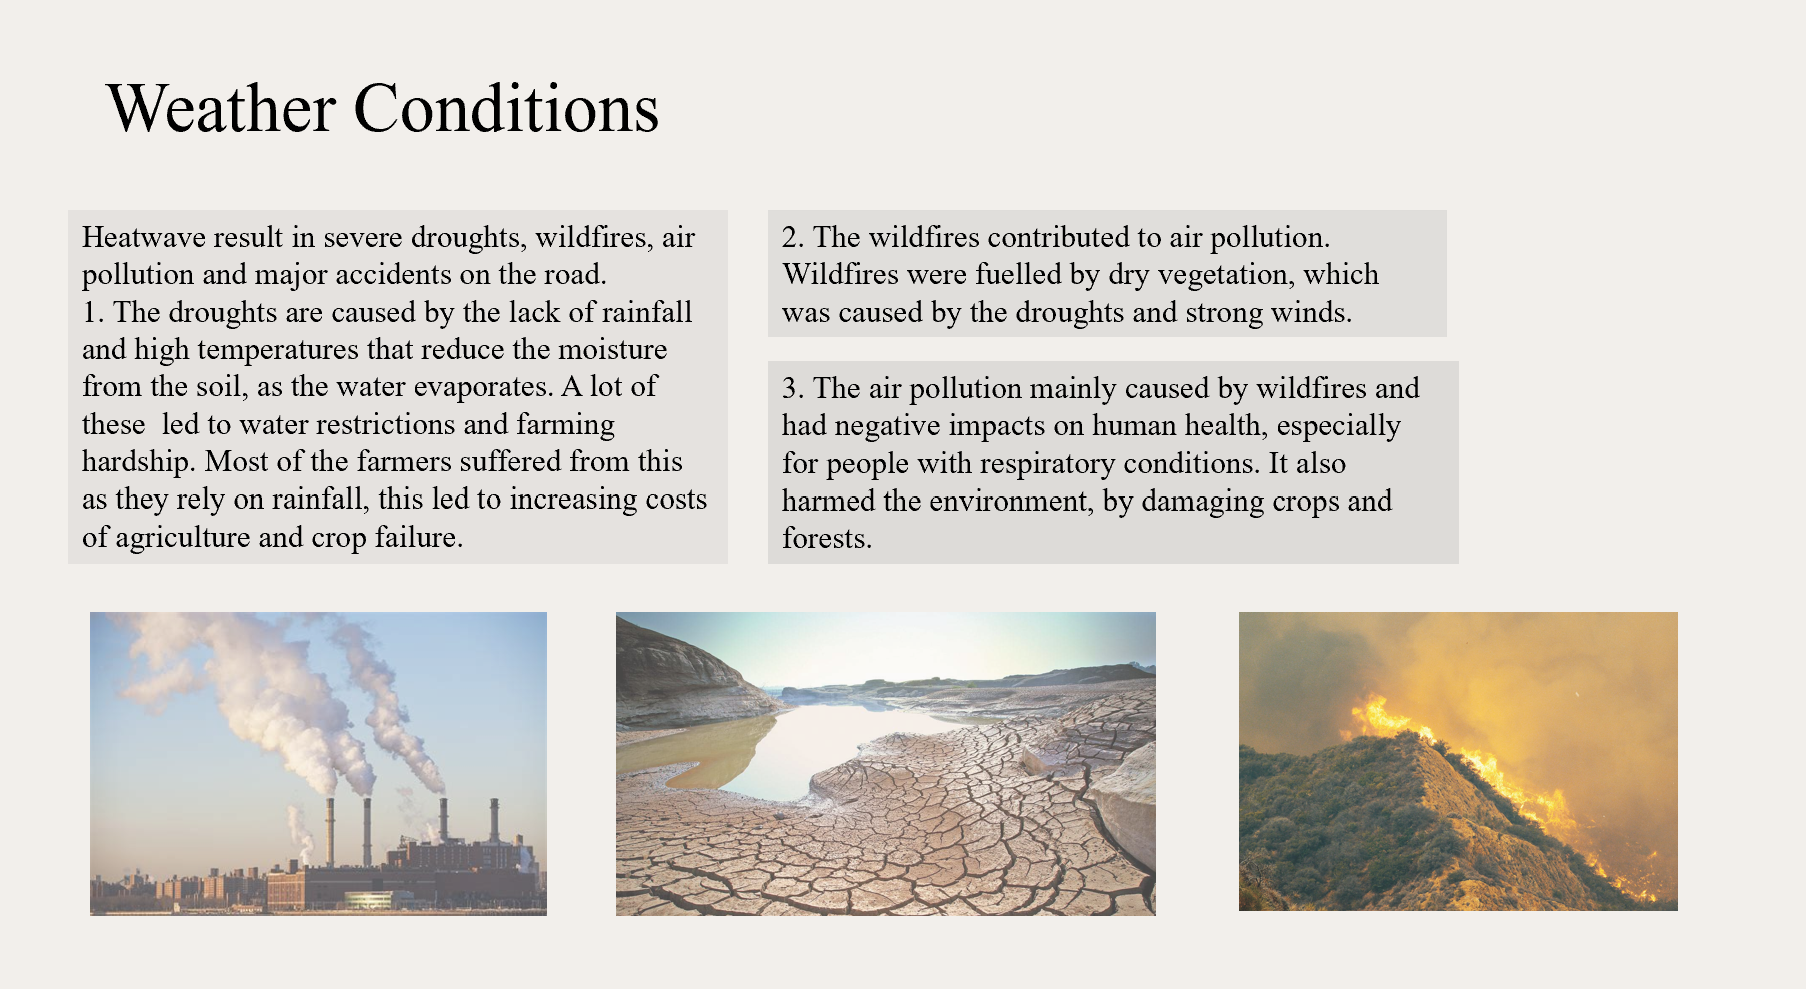 Weather Conditions
Heatwave result in severe droughts, wildfires, air
pollution and major accidents on the road.
1. The droughts are caused by the lack of rainfall
and high temperatures that reduce the moisture
from the soil, as the water evaporates. A lot of
these  led to water restrictions and farming
hardship. Most of the farmers suffered from this
as they rely on rainfall, this led to increasing costs
of agriculture and crop failure.
2. The wildfires contributed to air pollution.
Wildfires were fuelled by dry vegetation, which
was caused by the droughts and strong winds.
3. The air pollution mainly caused by wildfires and
had negative impacts on human health, especially
for people with respiratory conditions. It also
harmed the environment, by damaging crops and
forests.